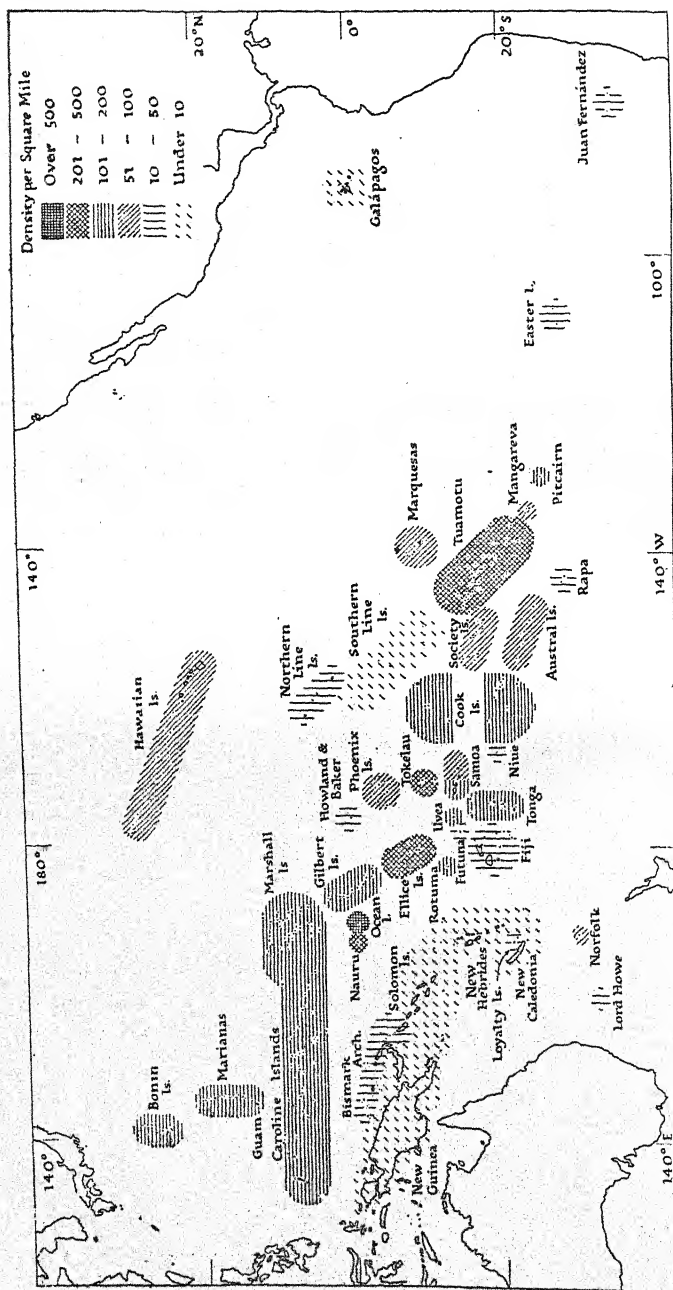 Density per Square Mile
Over 500
201 – 500
101 – 200
51 – 100
10 – 50
Under 10
140°
180°
140°
20°N
0°
20°S
100°
140°W
140°E
Bonin
Is.
Marianas
Guam
Caroline Islands
Marshall
Is
Hawaiian
Is.
Gilbert
Is.
Nauru
Ocean
I.
Howland &
Baker
Phoenix
Is.
Northern
Line
Is.
Southern
Line Is.
Galápagos
Bismark
Arch.
Solomon
Is.
New
Guinea
Ellice
Is.
Tokelau
Rotuma
Uvea
Futuna
Samoa
Fiji
Tonga
Niue
Cook
Is.
Society
Is.
Austral Is.
Marquesas
Tuamotu
Mangareva
Pitcairn
Rapa
Easter I.
Juan Fernández
New
Hebrides
Loyalty Is.
New
Caledonia
Norfolk
Lord Howe